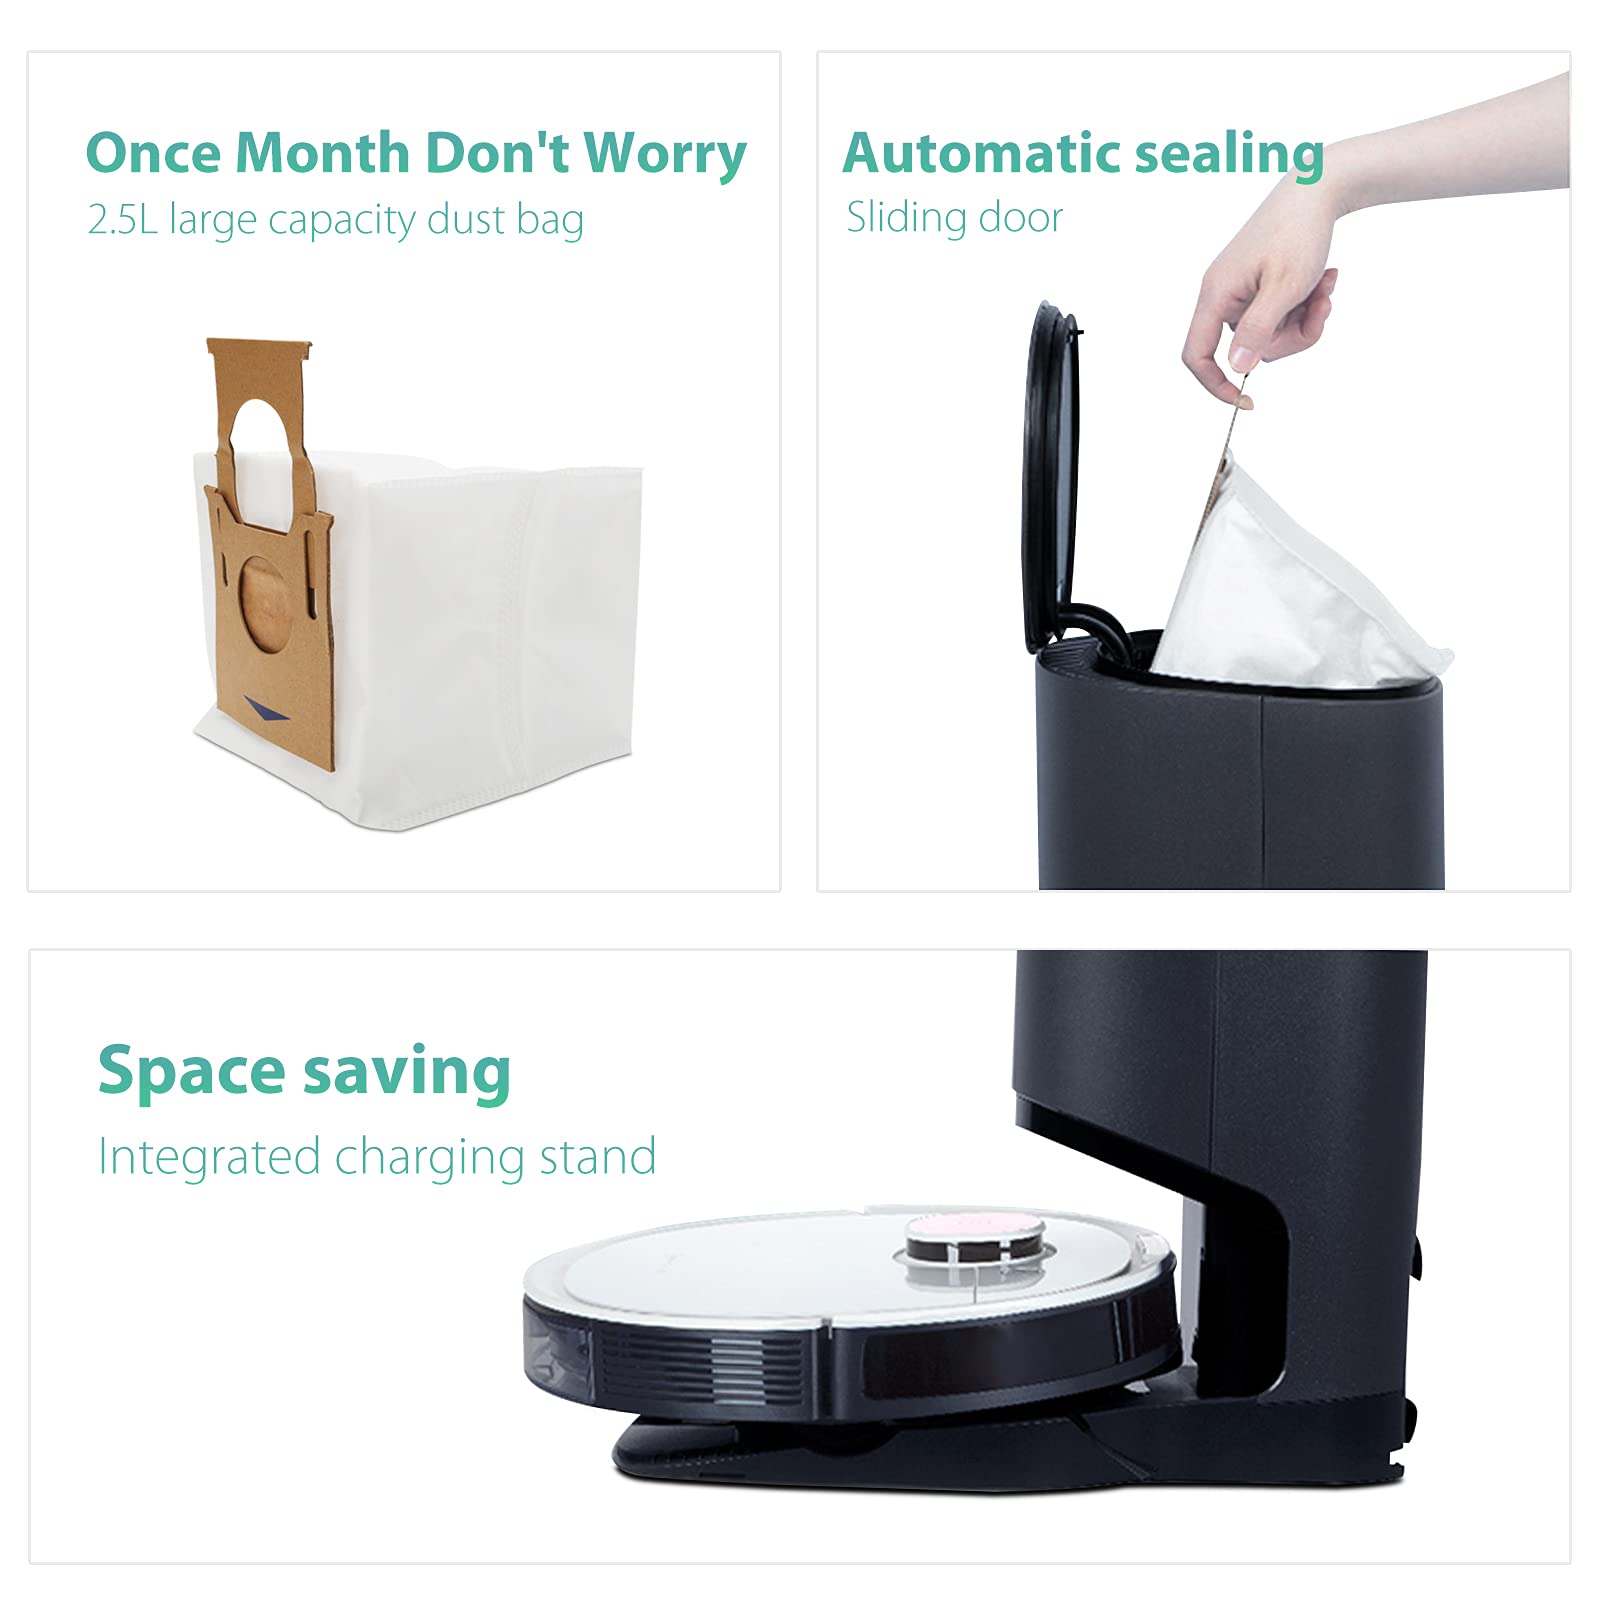 Once Month Don't Worry
2.5L large capacity dust bag
Automatic sealing
Sliding door
Space saving
Integrated charging stand